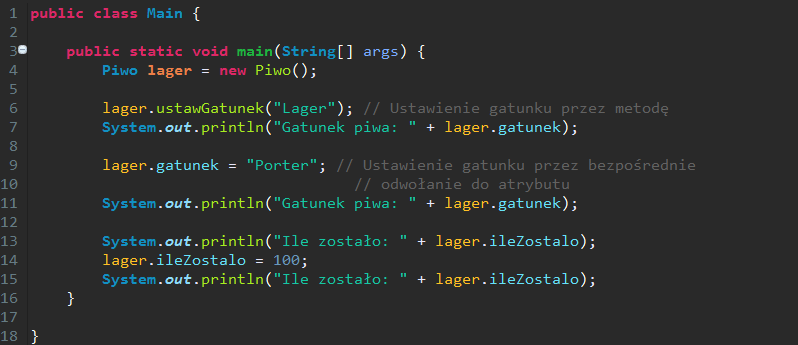 1 public class Main {
2
3 public static void main(String[] args) {
4 Piwo lager = new Piwo();
5
6 lager.ustawGatunek("Lager"); // Ustawienie gatunku przez metodę
7 System.out.println("Gatunek piwa: " + lager.gatunek);
8
9 lager.gatunek = "Porter"; // Ustawienie gatunku przez bezpośrednie
10 // odwołanie do atrybutu
11 System.out.println("Gatunek piwa: " + lager.gatunek);
12
13 System.out.println("Ile zostało: " + lager.ileZostalo);
14 lager.ileZostalo = 100;
15 System.out.println("Ile zostało: " + lager.ileZostalo);
16 }
17
18 }